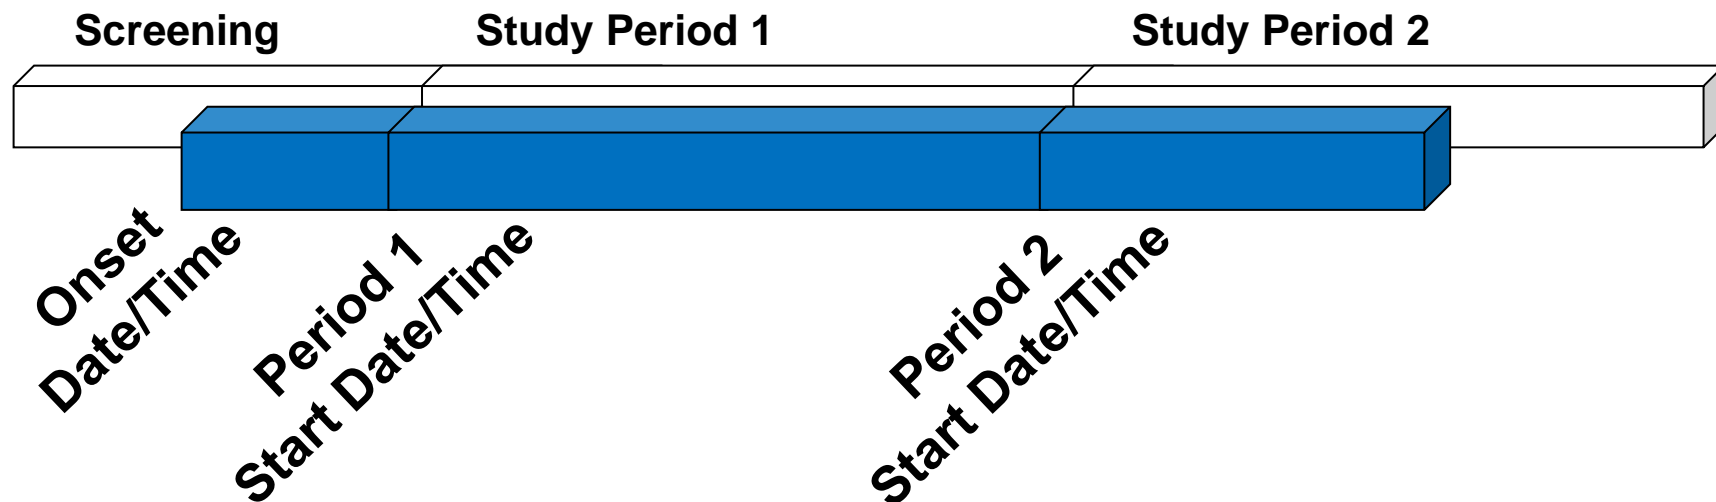 Screening
Study Period 1
Study Period 2
Onset
Date/Time
Period 1
Start Date/Time
Period 2
Start Date/Time